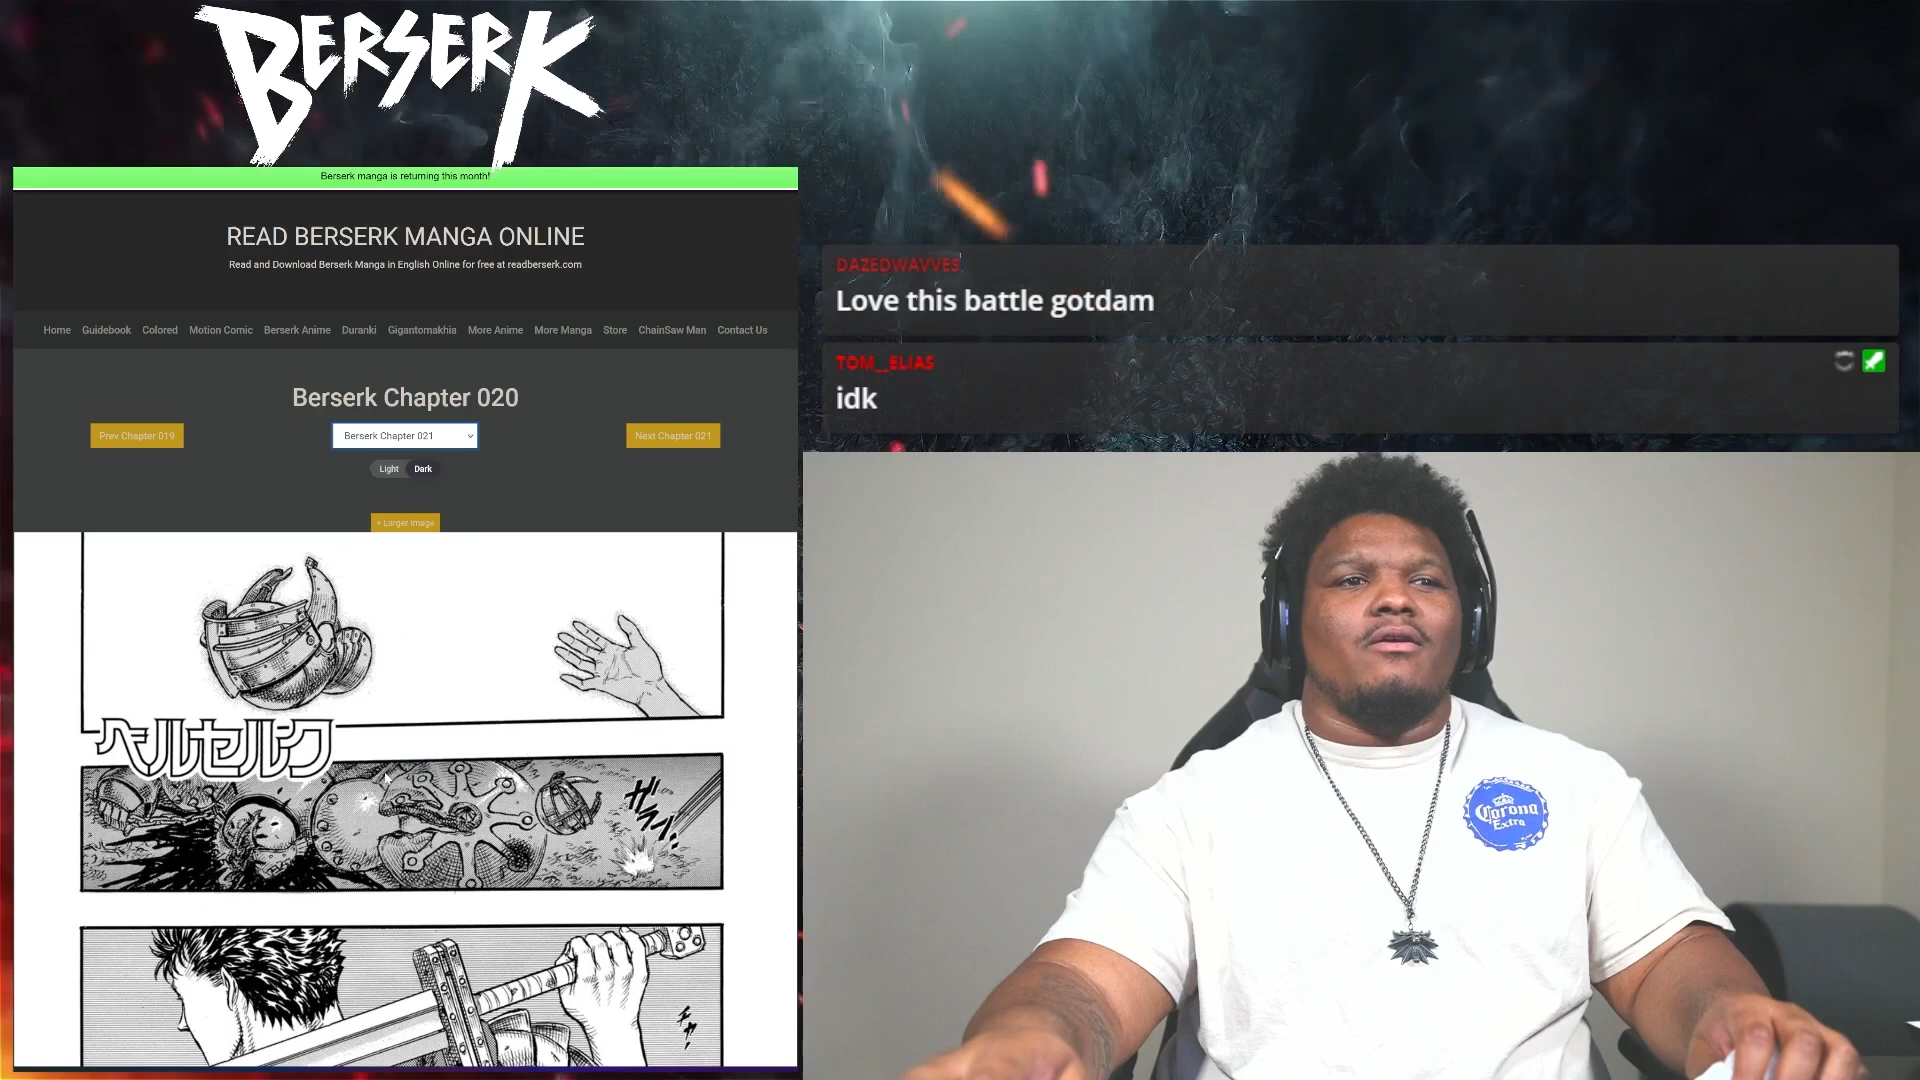 BERSERK
Berserk manga is returning this month!
READ BERSERK MANGA ONLINE
Read and Download Berserk Manga in English Online for free at readberserk.com
Home Guidebook Colored Motion Comic Berserk Anime Duranki Gigantomakhia More Anime More Manga Store ChainSaw Man Contact Us
Berserk Chapter 020
Prev Chapter 019
Berserk Chapter 021
Next Chapter 021
Light Dark
+ Larger Image
ベルセルク
チャ
DAZEDWAVVES
Love this battle gotdam
TOM__ELIAS
idk
Corona
Extra